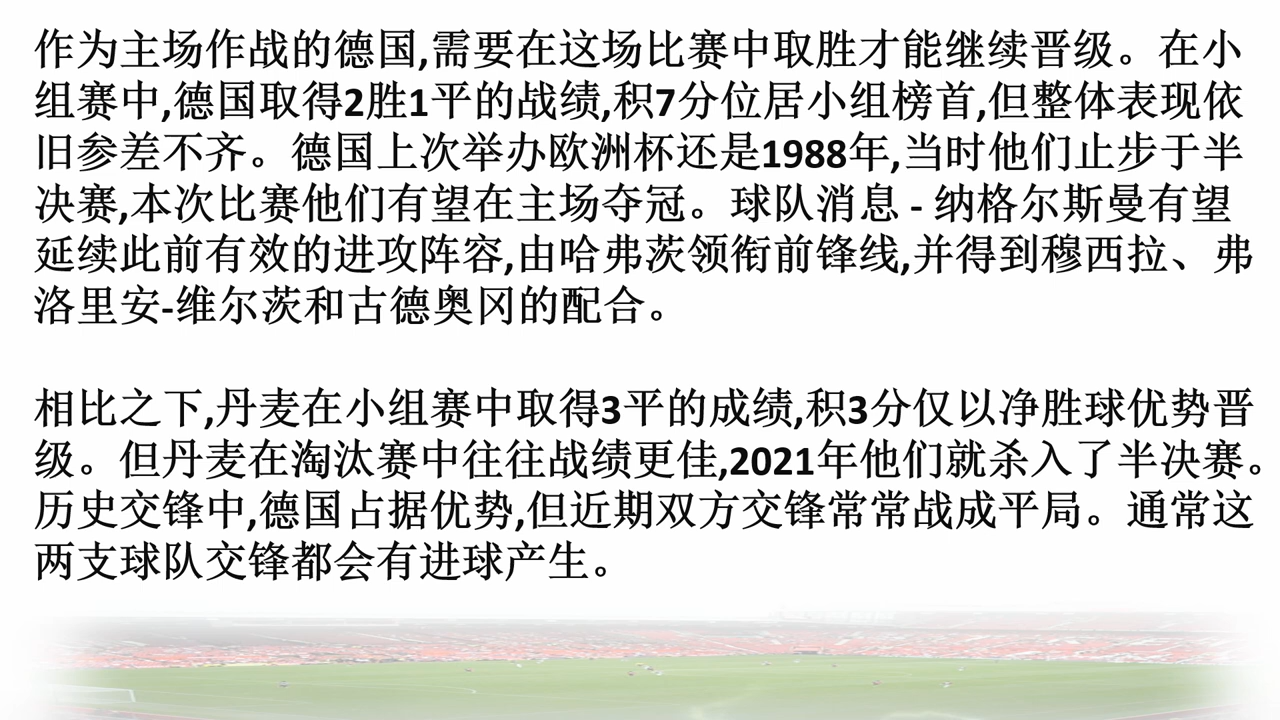 作为主场作战的德国,需要在这场比赛中取胜才能继续晋级。在小
组赛中,德国取得2胜1平的战绩,积7分位居小组榜首,但整体表现依
旧参差不齐。德国上次举办欧洲杯还是1988年,当时他们止步于半
决赛,本次比赛他们有望在主场夺冠。球队消息 - 纳格尔斯曼有望
延续此前有效的进攻阵容,由哈弗茨领衔前锋线,并得到穆西拉、弗
洛里安-维尔茨和古德奥冈的配合。
相比之下,丹麦在小组赛中取得3平的成绩,积3分仅以净胜球优势晋
级。但丹麦在淘汰赛中往往战绩更佳,2021年他们就杀入了半决赛。
历史交锋中,德国占据优势,但近期双方交锋常常战成平局。通常这
两支球队交锋都会有进球产生。